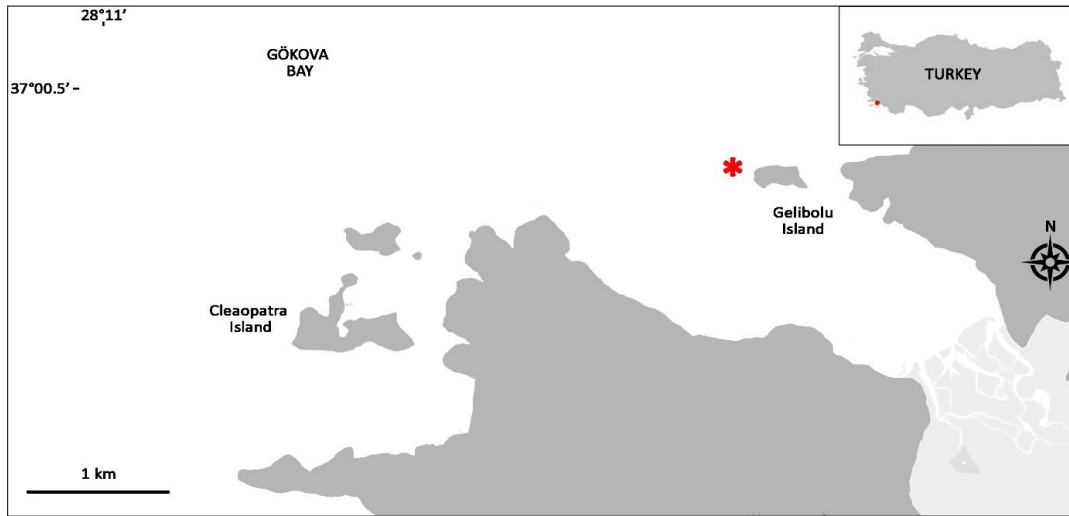 28°11'
GÖKOVA
BAY
37°00.5'
TURKEY
Gelibolu
Island
N
Cleaopatra
Island
1 km